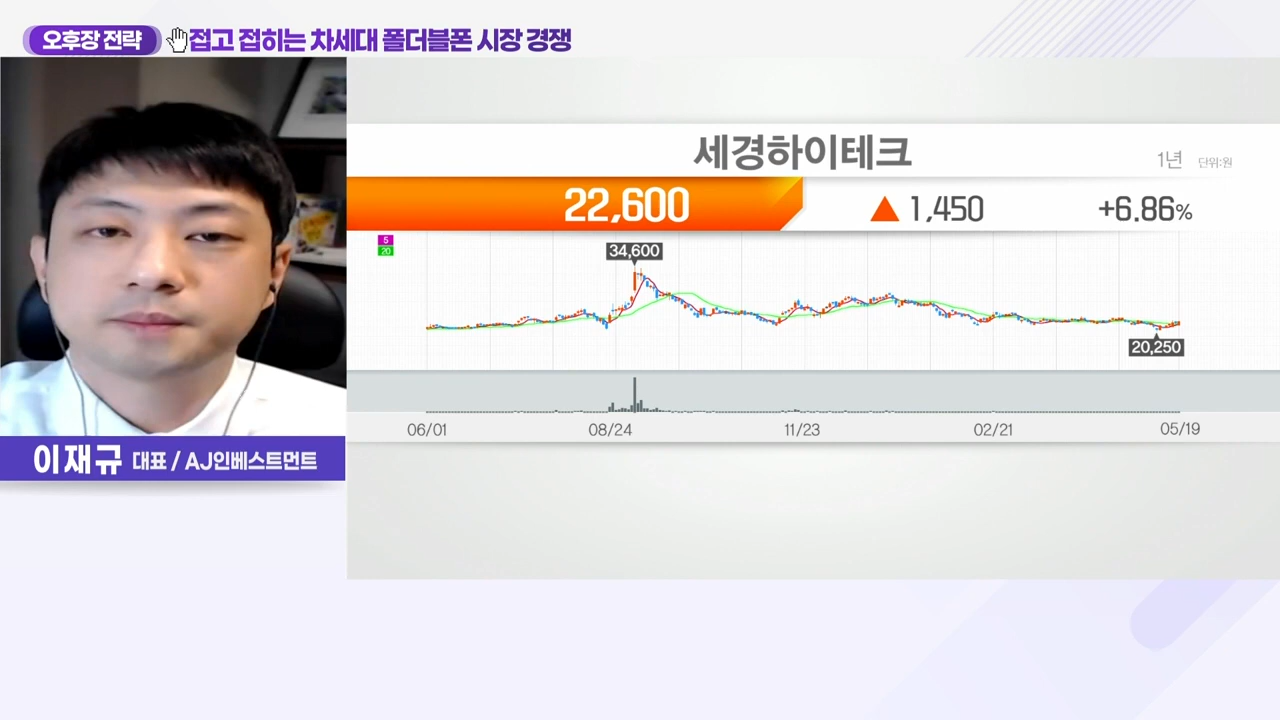 오후장 전략 접고 접히는 차세대 폴더블폰 시장 경쟁
세경하이테크
1년 단위:원
22,600 ▲ 1,450 +6.86%
5
20
34,600
20,250
06/01 08/24 11/23 02/21 05/19
이재규 대표 / AJ인베스트먼트